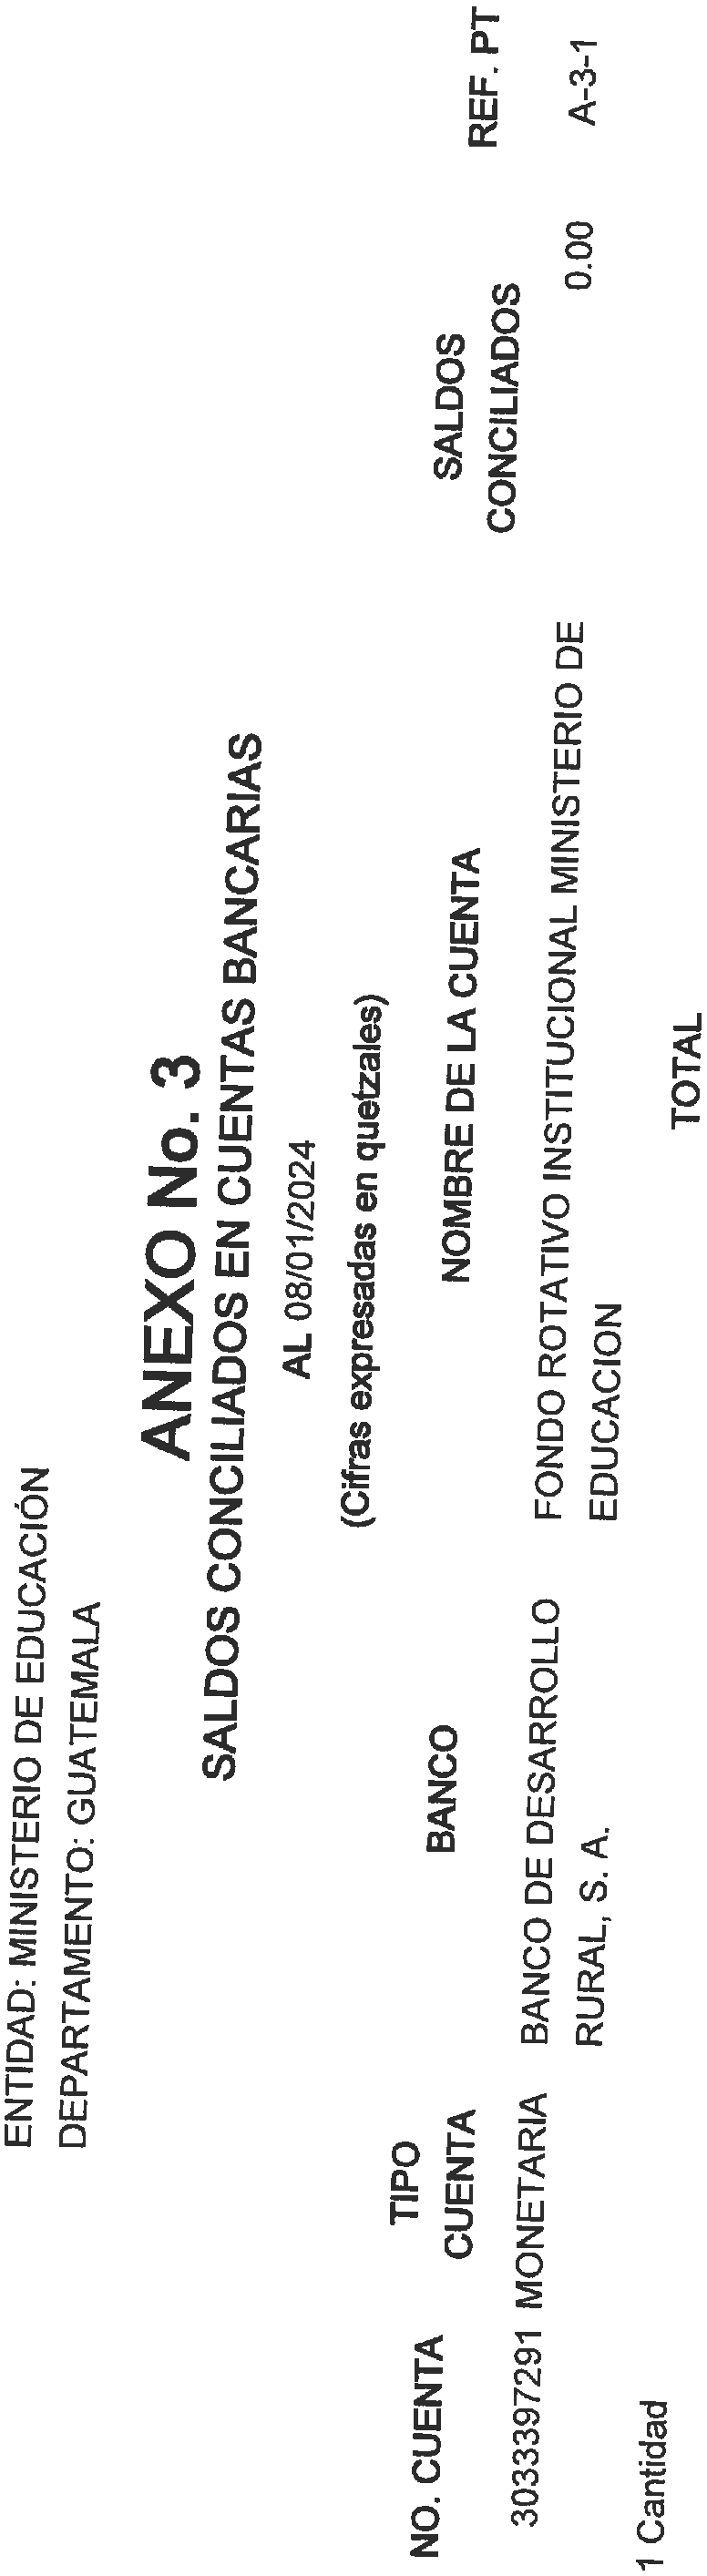 ENTIDAD: MINISTERIO DE EDUCACIÓN
DEPARTAMENTO: GUATEMALA
ANEXO No. 3
SALDOS CONCILIADOS EN CUENTAS BANCARIAS
AL 08/01/2024
(Cifras expresadas en quetzales)
NO. CUENTA TIPO CUENTA BANCO NOMBRE DE LA CUENTA SALDOS CONCILIADOS REF. PT
3033397291 MONETARIA BANCO DE DESARROLLO FONDO ROTATIVO INSTITUCIONAL MINISTERIO DE 0.00 A-3-1
RURAL, S. A. EDUCACION
1 Cantidad TOTAL